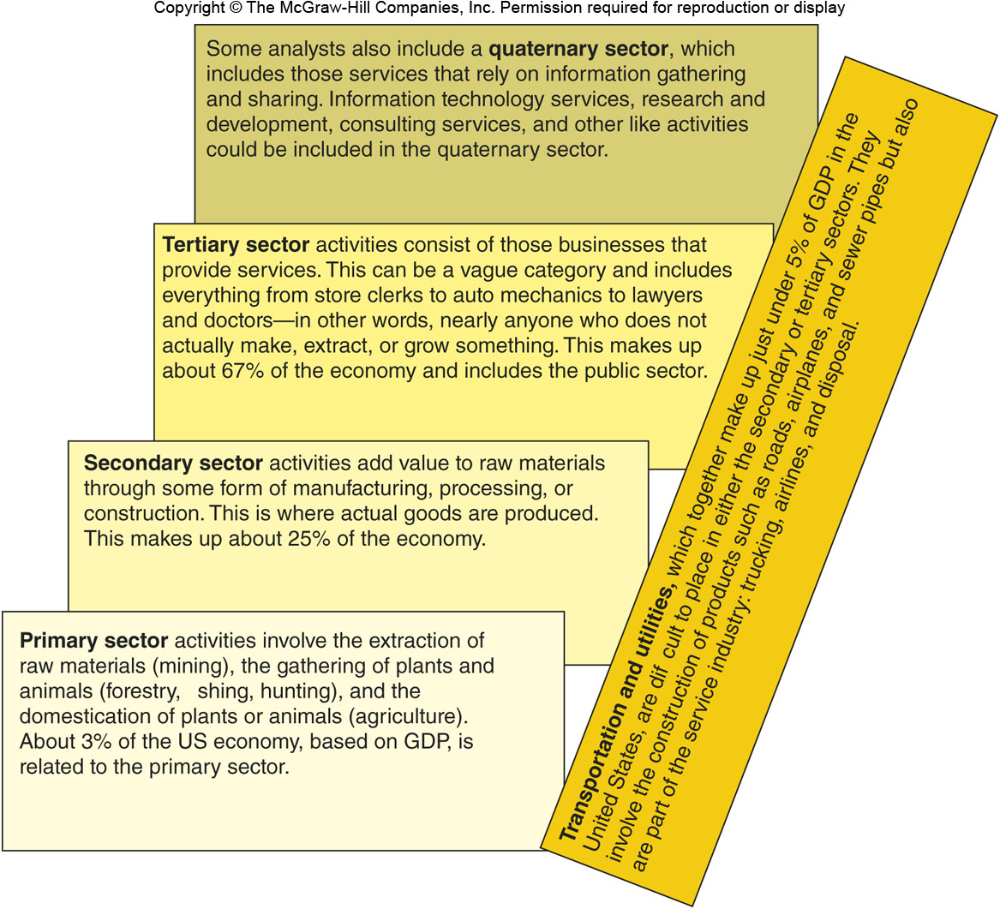 Copyright © The McGraw-Hill Companies, Inc. Permission required for reproduction or display
Some analysts also include a quaternary sector, which
includes those services that rely on information gathering
and sharing. Information technology services, research and
development, consulting services, and other like activities
could be included in the quaternary sector.
Tertiary sector activities consist of those businesses that
provide services. This can be a vague category and includes
everything from store clerks to auto mechanics to lawyers
and doctors—in other words, nearly anyone who does not
actually make, extract, or grow something. This makes up
about 67% of the economy and includes the public sector.
Secondary sector activities add value to raw materials
through some form of manufacturing, processing, or
construction. This is where actual goods are produced.
This makes up about 25% of the economy.
Primary sector activities involve the extraction of
raw materials (mining), the gathering of plants and
animals (forestry, shing, hunting), and the
domestication of plants or animals (agriculture).
About 3% of the US economy, based on GDP, is
related to the primary sector.
Transportation and utilities, which together make up just under 5% of GDP in the
United States, are dif cult to place in either the secondary or tertiary sectors. They
involve the construction of products such as roads, airplanes, and sewer pipes but also
are part of the service industry: trucking, airlines, and disposal.